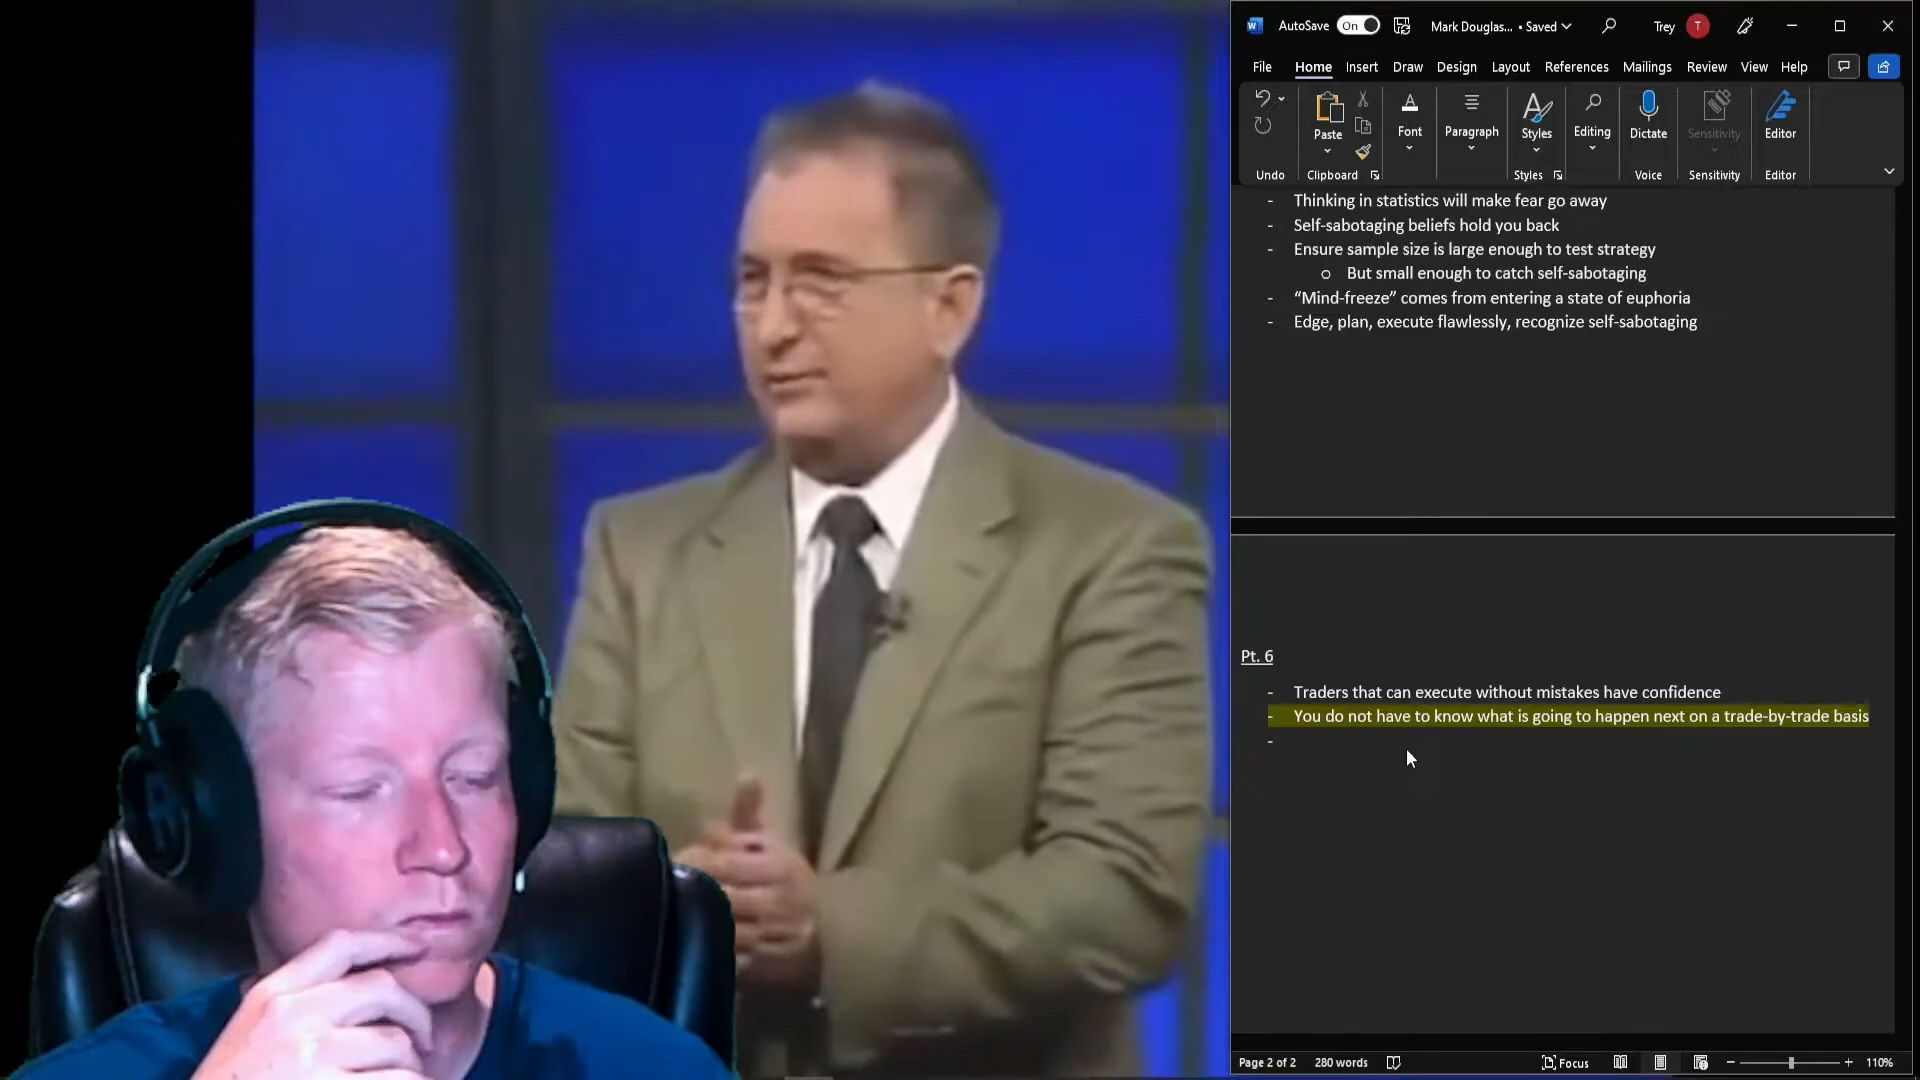 AutoSave On Mark Douglas... • Saved Trey T
File Home Insert Draw Design Layout References Mailings Review View Help
Paste Font Paragraph Styles Editing Dictate Sensitivity Editor
Undo Clipboard Styles Voice Sensitivity Editor
- Thinking in statistics will make fear go away
- Self-sabotaging beliefs hold you back
- Ensure sample size is large enough to test strategy
o But small enough to catch self-sabotaging
- “Mind-freeze” comes from entering a state of euphoria
- Edge, plan, execute flawlessly, recognize self-sabotaging
Pt. 6
- Traders that can execute without mistakes have confidence
- You do not have to know what is going to happen next on a trade-by-trade basis
-
Page 2 of 2 280 words Focus 110%